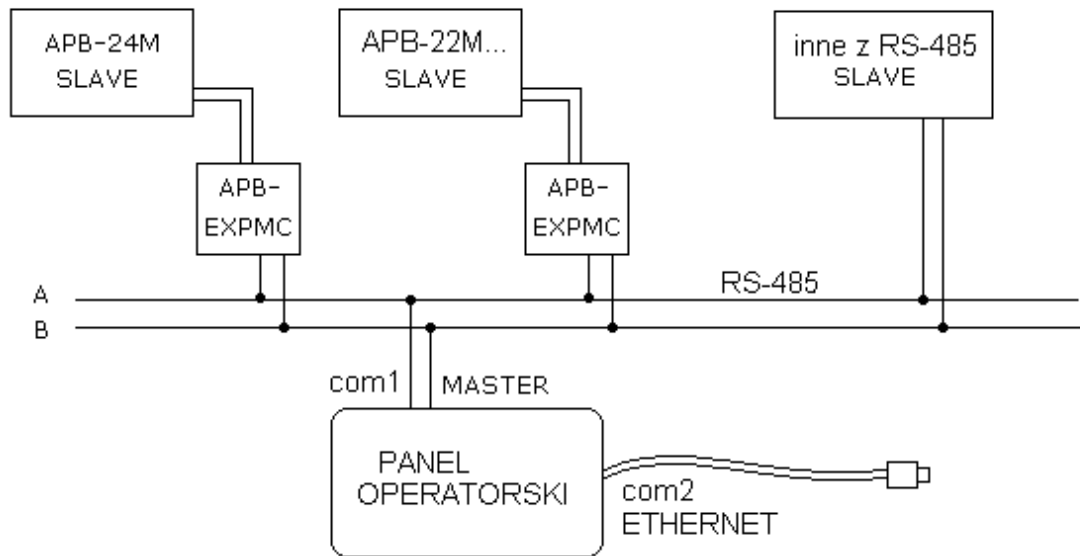 APB-24M
SLAVE
APB-22M...
SLAVE
inne z RS-485
SLAVE
APB-
EXPMC
APB-
EXPMC
A
RS-485
B
com1
MASTER
PANEL
OPERATORSKI
com2
ETHERNET